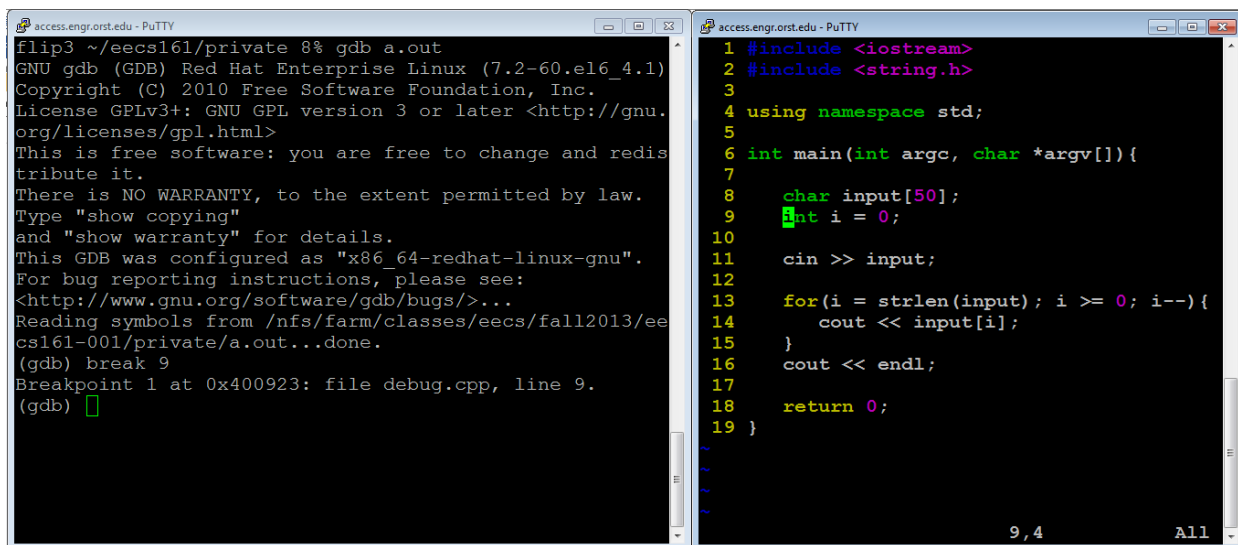 access.engr.orst.edu - PuTTY
flip3 ~/eecs161/private 8% gdb a.out
GNU gdb (GDB) Red Hat Enterprise Linux (7.2-60.el6_4.1)
Copyright (C) 2010 Free Software Foundation, Inc.
License GPLv3+: GNU GPL version 3 or later <http://gnu.
org/licenses/gpl.html>
This is free software: you are free to change and redis
tribute it.
There is NO WARRANTY, to the extent permitted by law.
Type "show copying"
and "show warranty" for details.
This GDB was configured as "x86_64-redhat-linux-gnu".
For bug reporting instructions, please see:
<http://www.gnu.org/software/gdb/bugs/>...
Reading symbols from /nfs/farm/classes/eecs/fall2013/ee
cs161-001/private/a.out...done.
(gdb) break 9
Breakpoint 1 at 0x400923: file debug.cpp, line 9.
(gdb)
access.engr.orst.edu - PuTTY
1 #include <iostream>
2 #include <string.h>
3
4 using namespace std;
5
6 int main(int argc, char *argv[]){
7
8    char input[50];
9    int i = 0;
10
11    cin >> input;
12
13    for(i = strlen(input); i >= 0; i--){
14       cout << input[i];
15    }
16    cout << endl;
17
18    return 0;
19 }
~
~
~
~
9,4 All